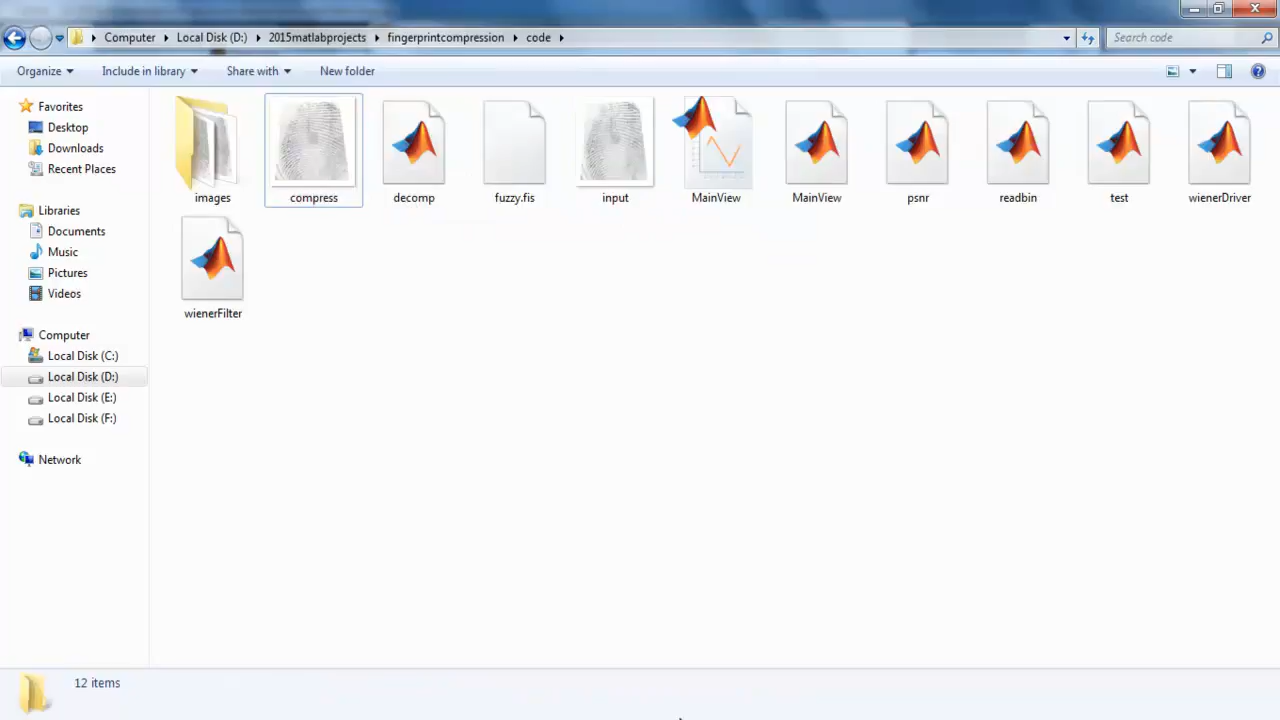 Computer Local Disk (D:) 2015matlabprojects fingerprintcompression code
Search code
Organize Include in library Share with New folder
Favorites
Desktop
Downloads
Recent Places
Libraries
Documents
Music
Pictures
Videos
Computer
Local Disk (C:)
Local Disk (D:)
Local Disk (E:)
Local Disk (F:)
Network
images compress decomp fuzzy.fis input MainView MainView psnr readbin test wienerDriver
wienerFilter
12 items